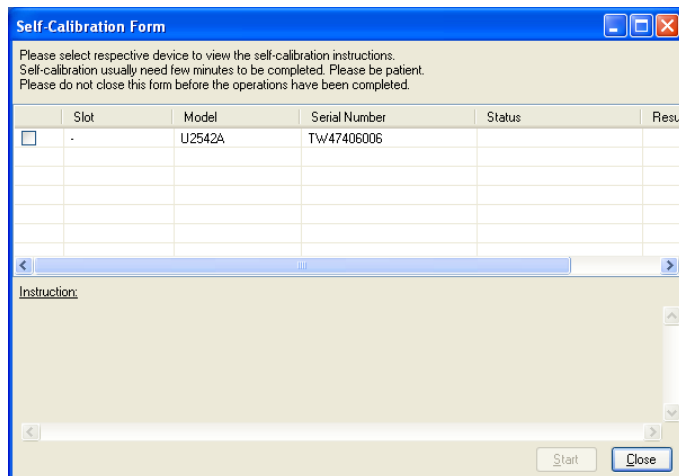 Self-Calibration Form
Please select respective device to view the self-calibration instructions.
Self-calibration usually need few minutes to be completed. Please be patient.
Please do not close this form before the operations have been completed.
Slot Model Serial Number Status Resu
- U2542A TW47406006
Instruction:
Start Close